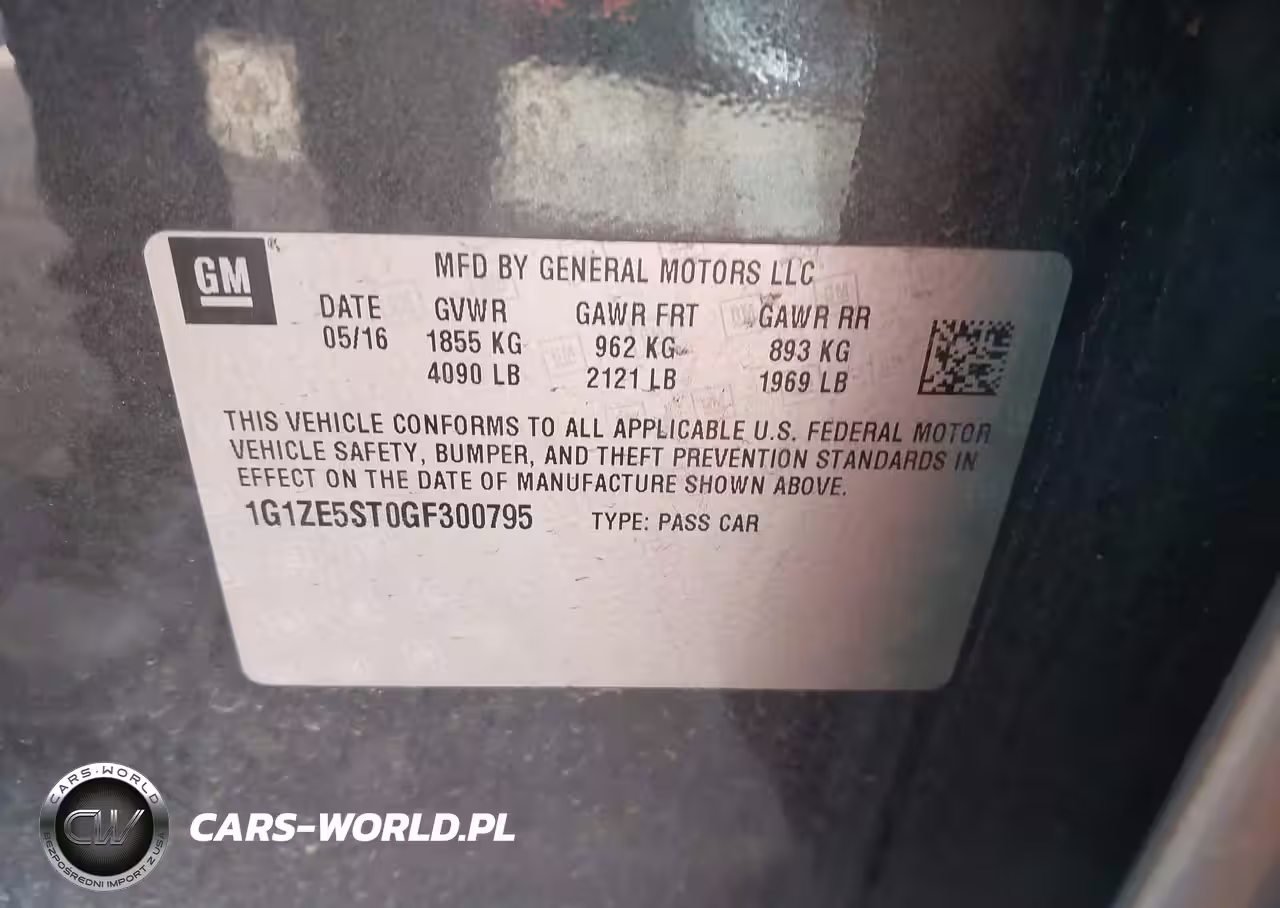 GM
MFD BY GENERAL MOTORS LLC
DATE GVWR GAWR FRT GAWR RR
05/16 1855 KG 962 KG 893 KG
4090 LB 2121 LB 1969 LB
THIS VEHICLE CONFORMS TO ALL APPLICABLE U.S. FEDERAL MOTOR
VEHICLE SAFETY, BUMPER, AND THEFT PREVENTION STANDARDS IN
EFFECT ON THE DATE OF MANUFACTURE SHOWN ABOVE.
1G1ZE5ST0GF300795 TYPE: PASS CAR
CARS-WORLD
CW
BEZPOŚREDNI IMPORT Z USA
CARS-WORLD.PL